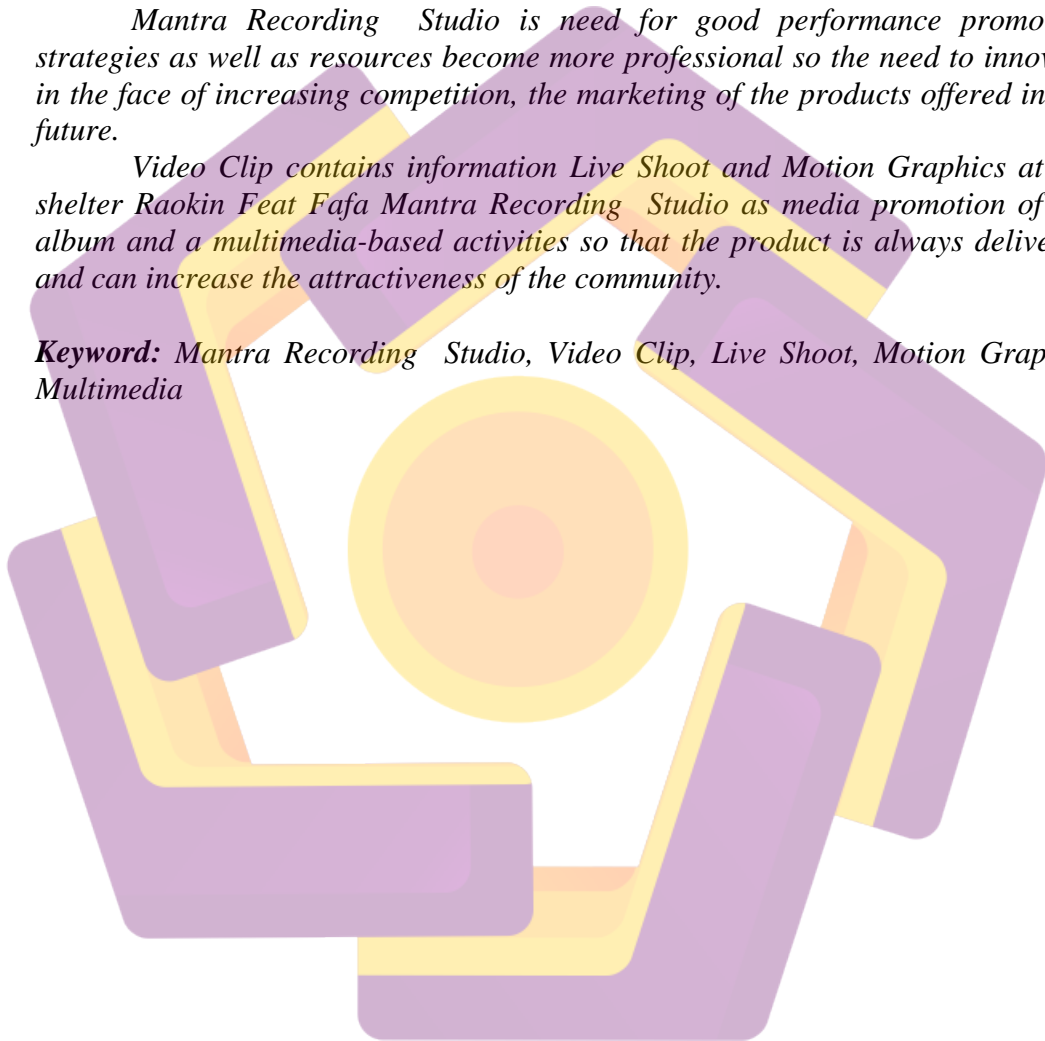 Mantra Recording Studio is need for good performance promo
strategies as well as resources become more professional so the need to innov
in the face of increasing competition, the marketing of the products offered in
future.
Video Clip contains information Live Shoot and Motion Graphics at
shelter Raokin Feat Fafa Mantra Recording Studio as media promotion of
album and a multimedia-based activities so that the product is always delive
and can increase the attractiveness of the community.
Keyword: Mantra Recording Studio, Video Clip, Live Shoot, Motion Grap
Multimedia